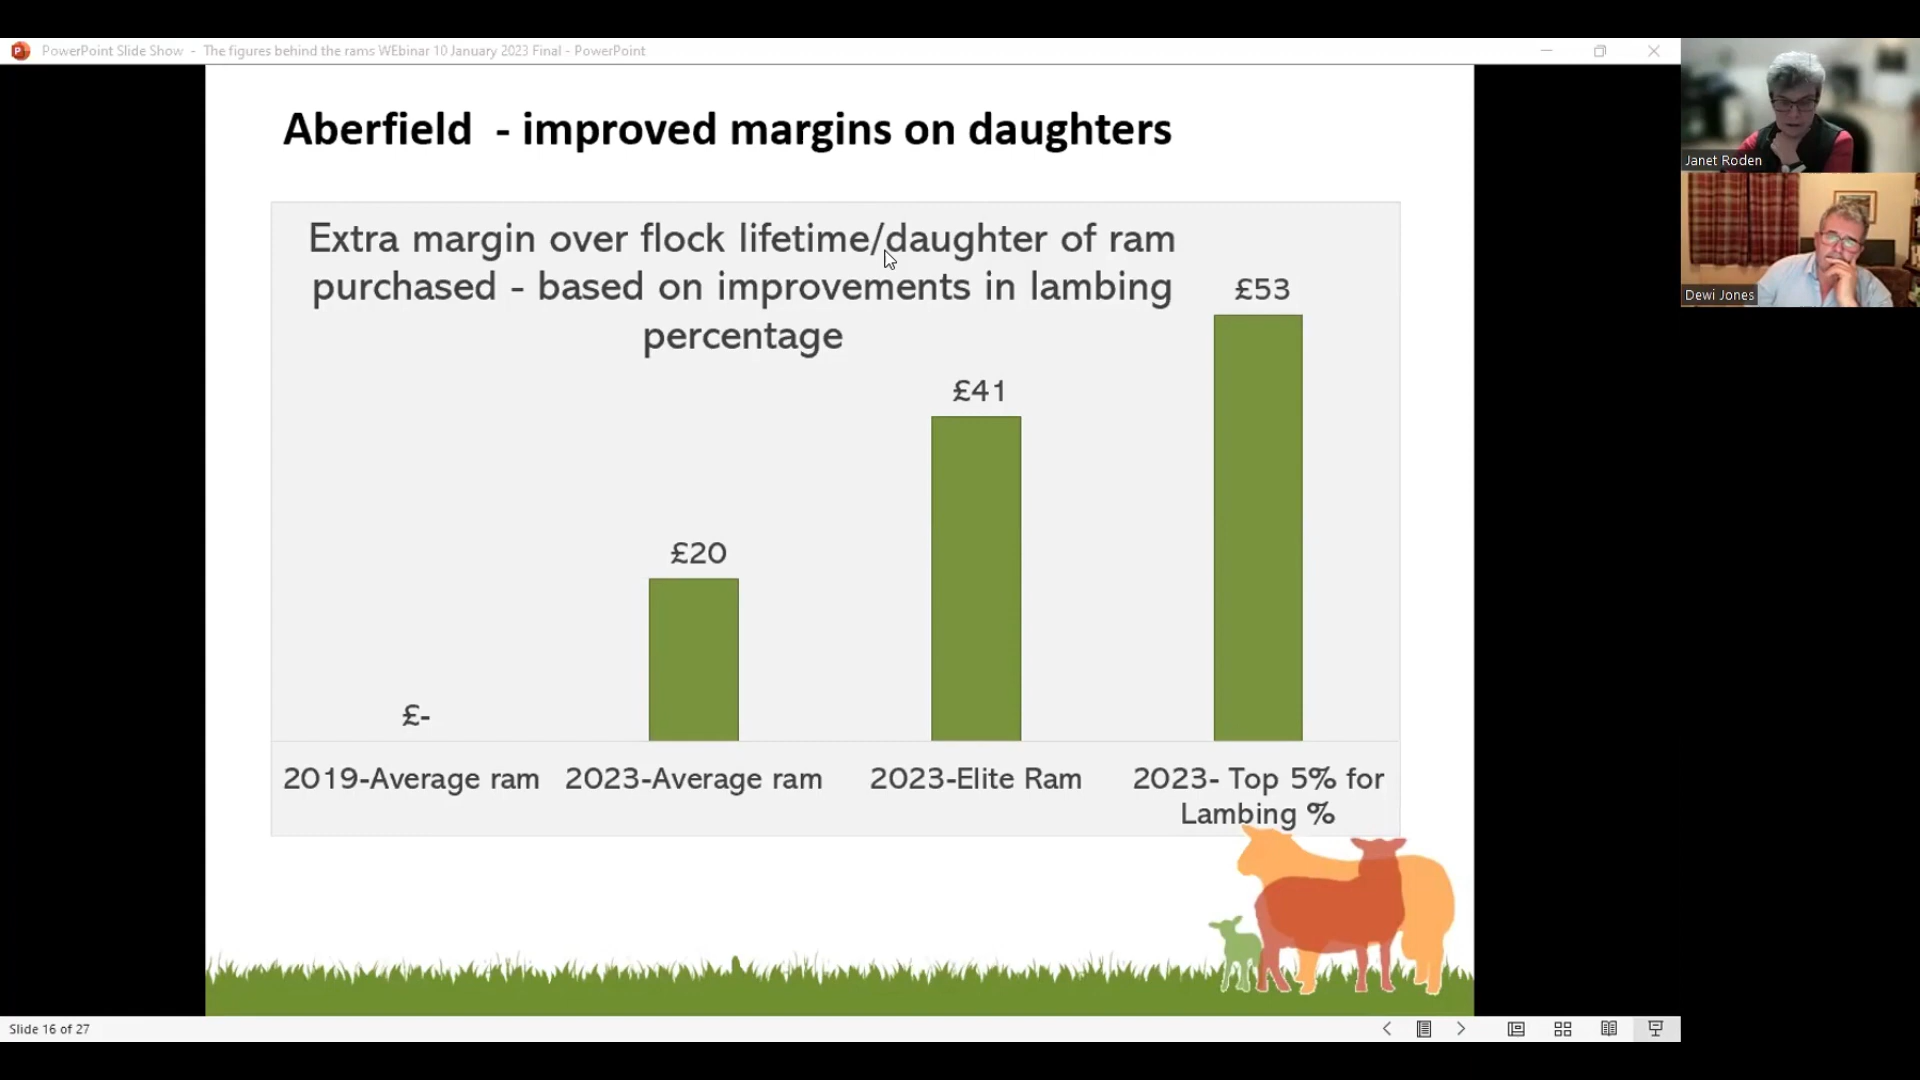 PowerPoint Slide Show - The figures behind the rams WEbinar 10 January 2023 Final - PowerPoint
Aberfield - improved margins on daughters
Extra margin over flock lifetime/daughter of ram
purchased - based on improvements in lambing
percentage
£-
£20
£41
£53
2019-Average ram
2023-Average ram
2023-Elite Ram
2023- Top 5% for
Lambing %
Janet Roden
Dewi Jones
Slide 16 of 27